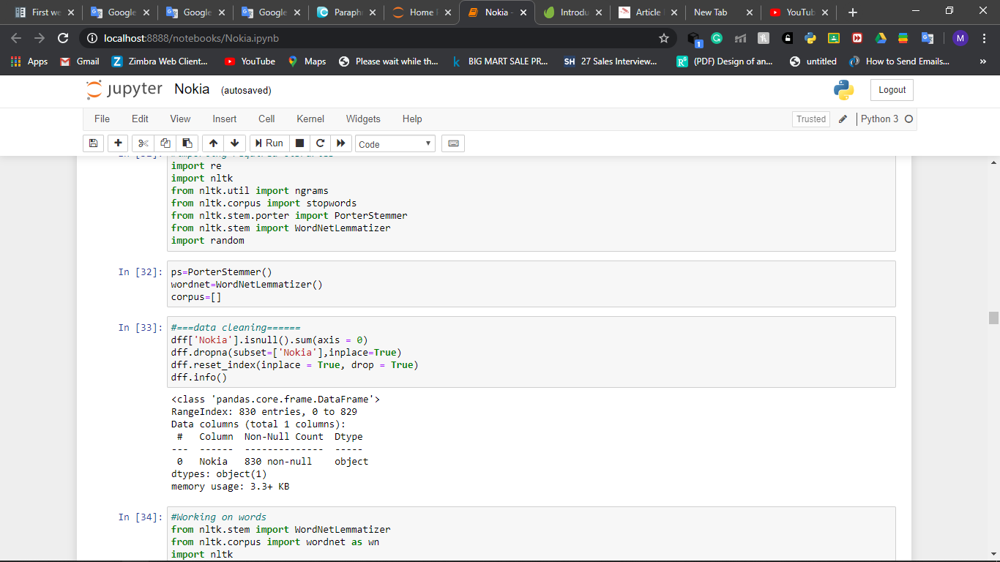 First we
Google
Google
Google
Paraph
Home
Nokia -
Introdu
Article
New Tab
YouTub
localhost:8888/notebooks/Nokia.ipynb
1
M
Apps
Gmail
Zimbra Web Client...
YouTube
Maps
Please wait while th...
k BIG MART SALE PR...
SH 27 Sales Interview...
(PDF) Design of an...
untitled
How to Send Emails...
»
jupyter Nokia (autosaved)
Logout
File Edit View Insert Cell Kernel Widgets Help
Trusted
Python 3
Run
Code
import re
import nltk
from nltk.util import ngrams
from nltk.corpus import stopwords
from nltk.stem.porter import PorterStemmer
from nltk.stem import WordNetLemmatizer
import random
In [32]: ps=PorterStemmer()
wordnet=WordNetLemmatizer()
corpus=[]
In [33]: #===data cleaning======
dff['Nokia'].isnull().sum(axis = 0)
dff.dropna(subset=['Nokia'],inplace=True)
dff.reset_index(inplace = True, drop = True)
dff.info()
<class 'pandas.core.frame.DataFrame'>
RangeIndex: 830 entries, 0 to 829
Data columns (total 1 columns):
# Column Non-Null Count Dtype
--- ------ -------------- -----
0 Nokia 830 non-null object
dtypes: object(1)
memory usage: 3.3+ KB
In [34]: #Working on words
from nltk.stem import WordNetLemmatizer
from nltk.corpus import wordnet as wn
import nltk